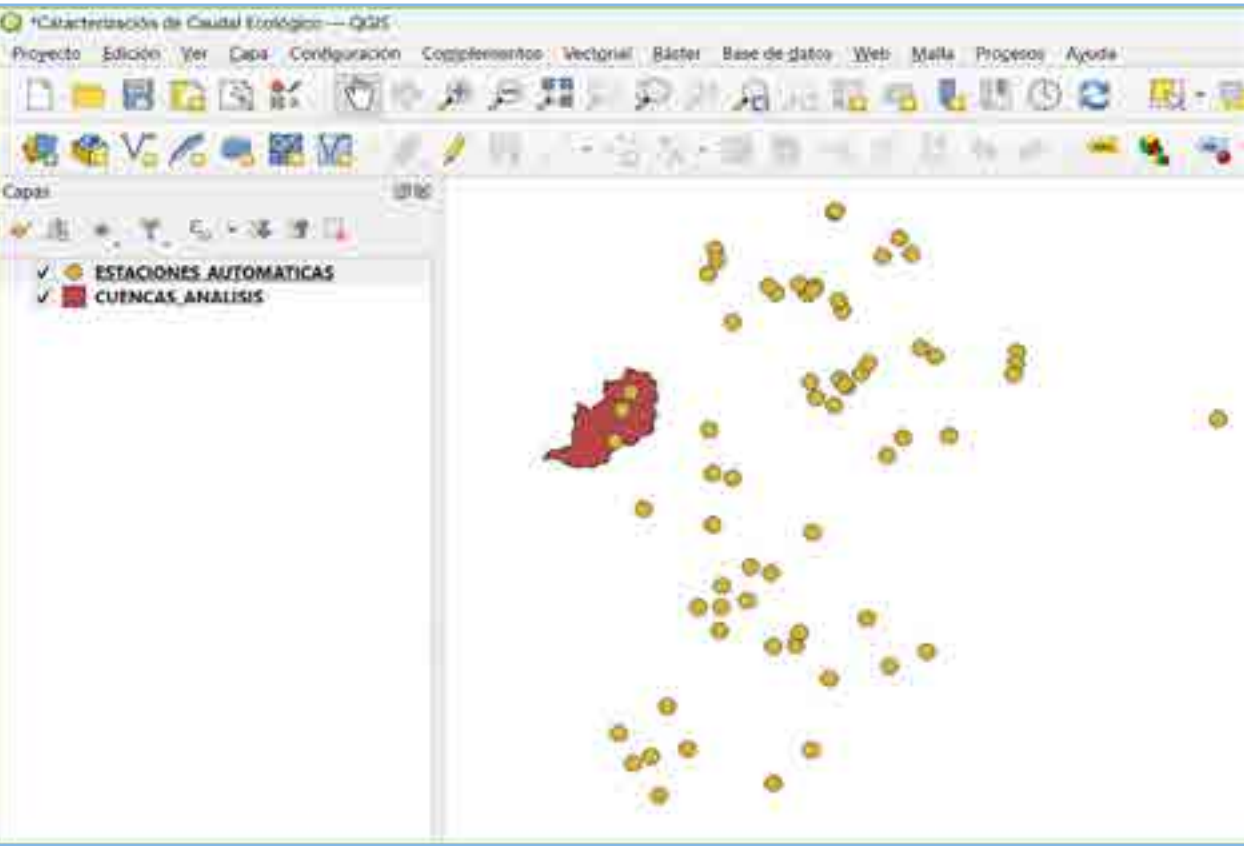 *Caracterización de Caudal Ecológico — QGIS
Proyecto Edición Ver Capa Configuración Complementos Vectorial Ráster Base de datos Web Malla Procesos Ayuda
Capas
ESTACIONES_AUTOMATICAS
CUENCAS_ANALISIS